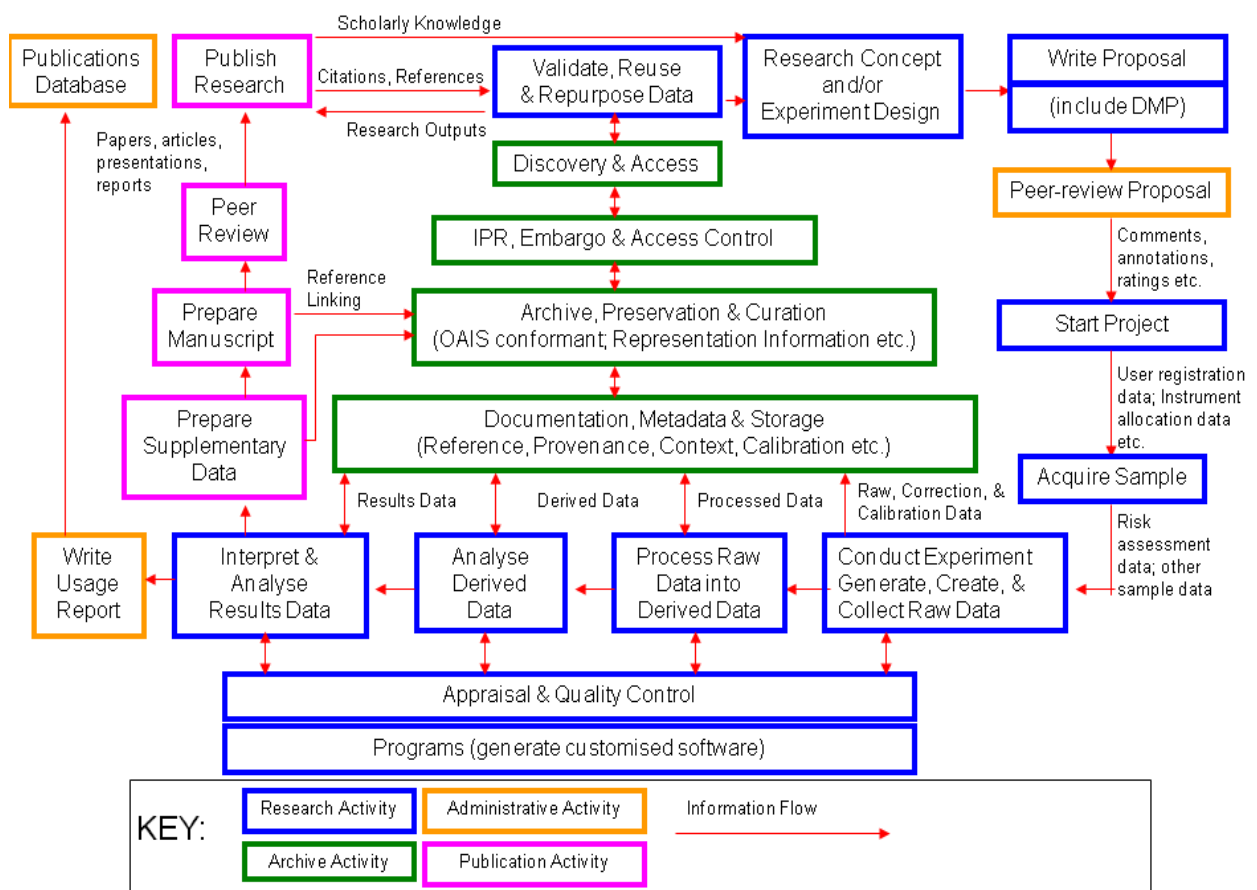 Scholarly Knowledge
Publications
Database
Publish
Research
Citations, References
Research Outputs
Validate, Reuse
& Repurpose Data
Research Concept
and/or
Experiment Design
Write Proposal
(include DMP)
Papers, articles,
presentations,
reports
Discovery & Access
Peer-review Proposal
Peer
Review
IPR, Embargo & Access Control
Comments,
annotations,
ratings etc.
Reference
Linking
Prepare
Manuscript
Archive, Preservation & Curation
(OAIS conformant; Representation Information etc.)
Start Project
User registration
data; Instrument
allocation data
etc.
Prepare
Supplementary
Data
Documentation, Metadata & Storage
(Reference, Provenance, Context, Calibration etc.)
Acquire Sample
Results Data
Derived Data
Processed Data
Raw, Correction, &
Calibration Data
Risk
assessment
data; other
sample data
Write
Usage
Report
Interpret &
Analyse
Results Data
Analyse
Derived
Data
Process Raw
Data into
Derived Data
Conduct Experiment
Generate, Create, &
Collect Raw Data
Appraisal & Quality Control
Programs (generate customised software)
KEY:
Research Activity
Administrative Activity
Information Flow
Archive Activity
Publication Activity